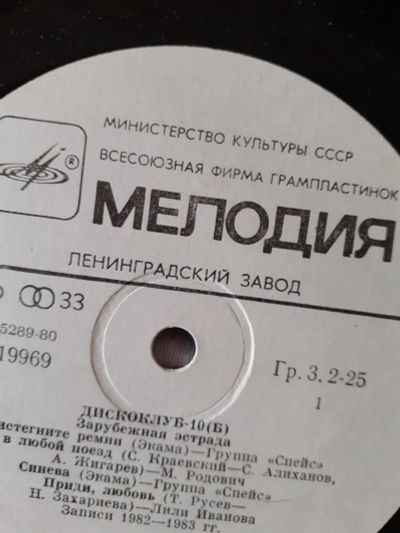 МИНИСТЕРСТВО КУЛЬТУРЫ СССР
ВСЕСОЮЗНАЯ ФИРМА ГРАМПЛАСТИНОК
®
МЕЛОДИЯ
ЛЕНИНГРАДСКИЙ ЗАВОД
33
5289-80
19969
Гр. 3. 2-25
1
ДИСКОКЛУБ-10(Б)
Зарубежная эстрада
ремни (Экама)—Группа «Спейс»
в любой поезд (С. Краевский—С. Алиханов,
А. Жигарев)—М. Родович
Синева (Экама)—Группа «Спейс»
Приди, любовь (Т. Русев—
Н. Захариева)—Лили Иванова
Записи 1982—1983 гг.